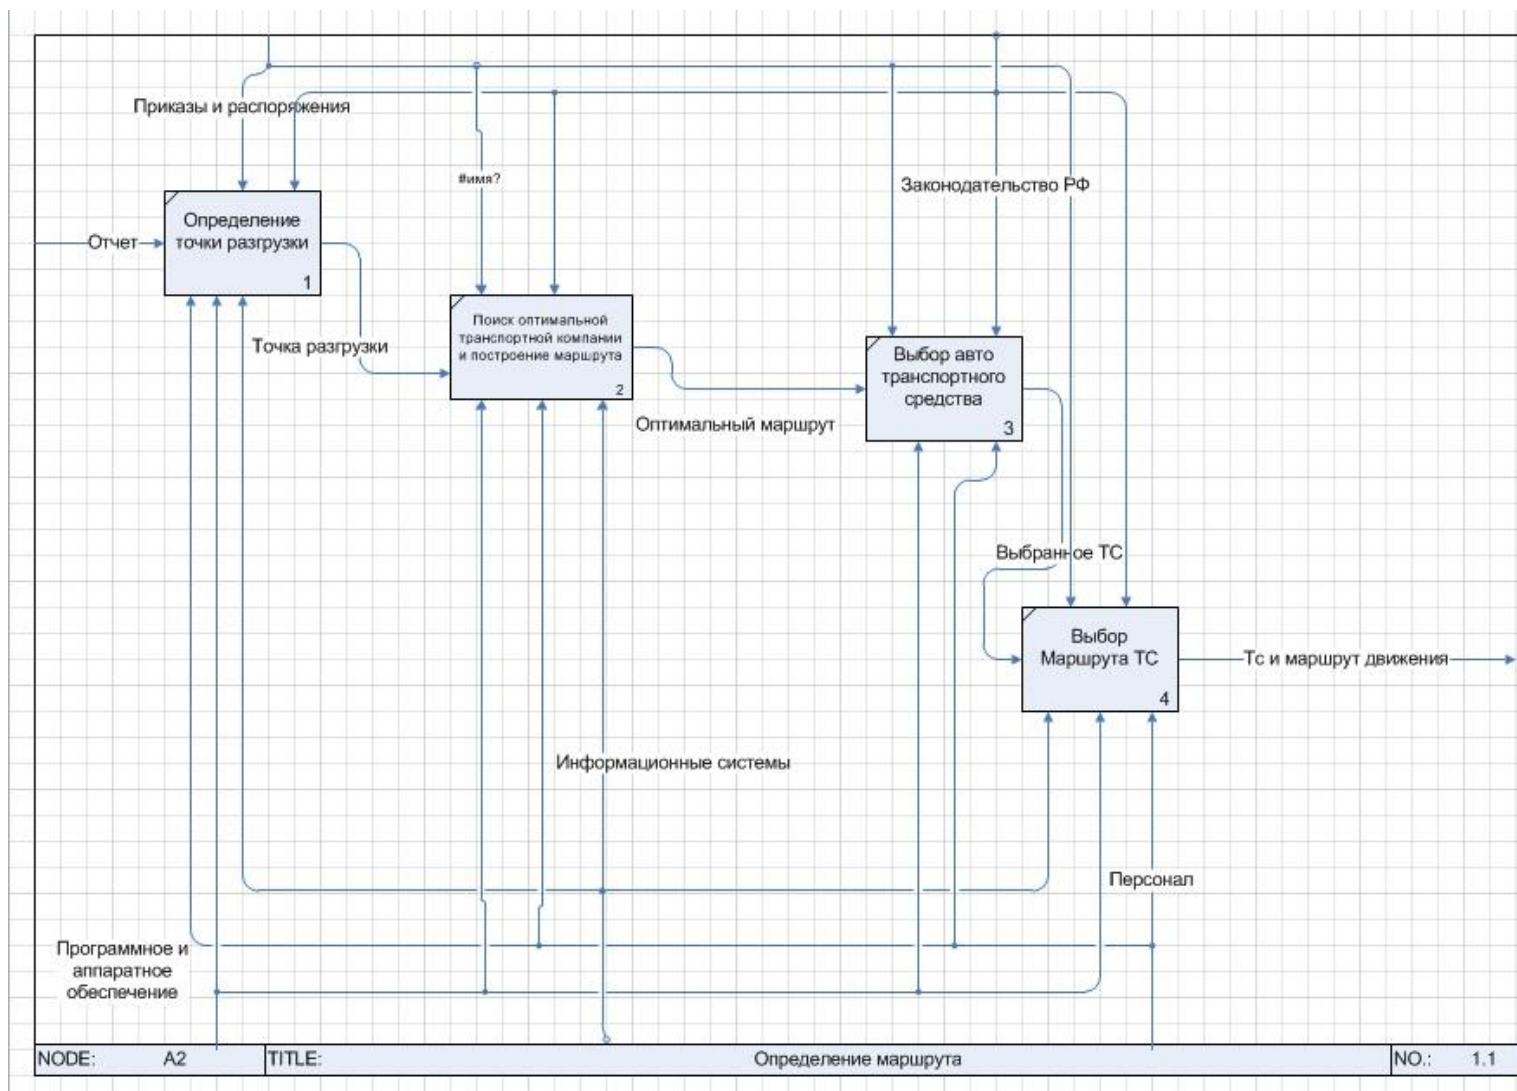 Приказы и распоряжения
#имя?
Законодательство РФ
Определение
точки разгрузки
1
Отчет
Точка разгрузки
Поиск оптимальной
транспортной компании
и построение маршрута
2
Выбор авто
транспортного
средства
3
Оптимальный маршрут
Выбранное ТС
Выбор
Маршрута ТС
4
Тс и маршрут движения
Информационные системы
Персонал
Программное и
аппаратное
обеспечение
NODE: A2 TITLE: Определение маршрута NO.: 1.1